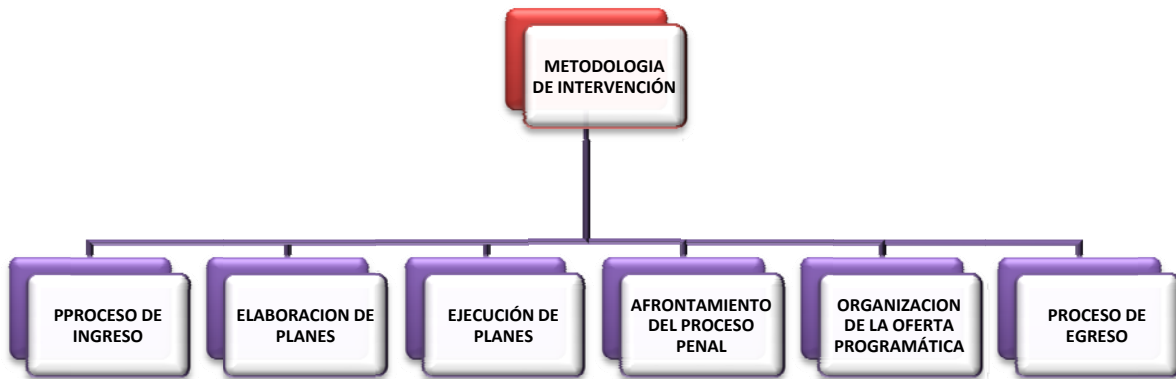 METODOLOGIA
DE INTERVENCIÓN
PPROCESO DE
INGRESO
ELABORACION DE
PLANES
EJECUCIÓN DE
PLANES
AFRONTAMIENTO
DEL PROCESO
PENAL
ORGANIZACION
DE LA OFERTA
PROGRAMÁTICA
PROCESO DE
EGRESO